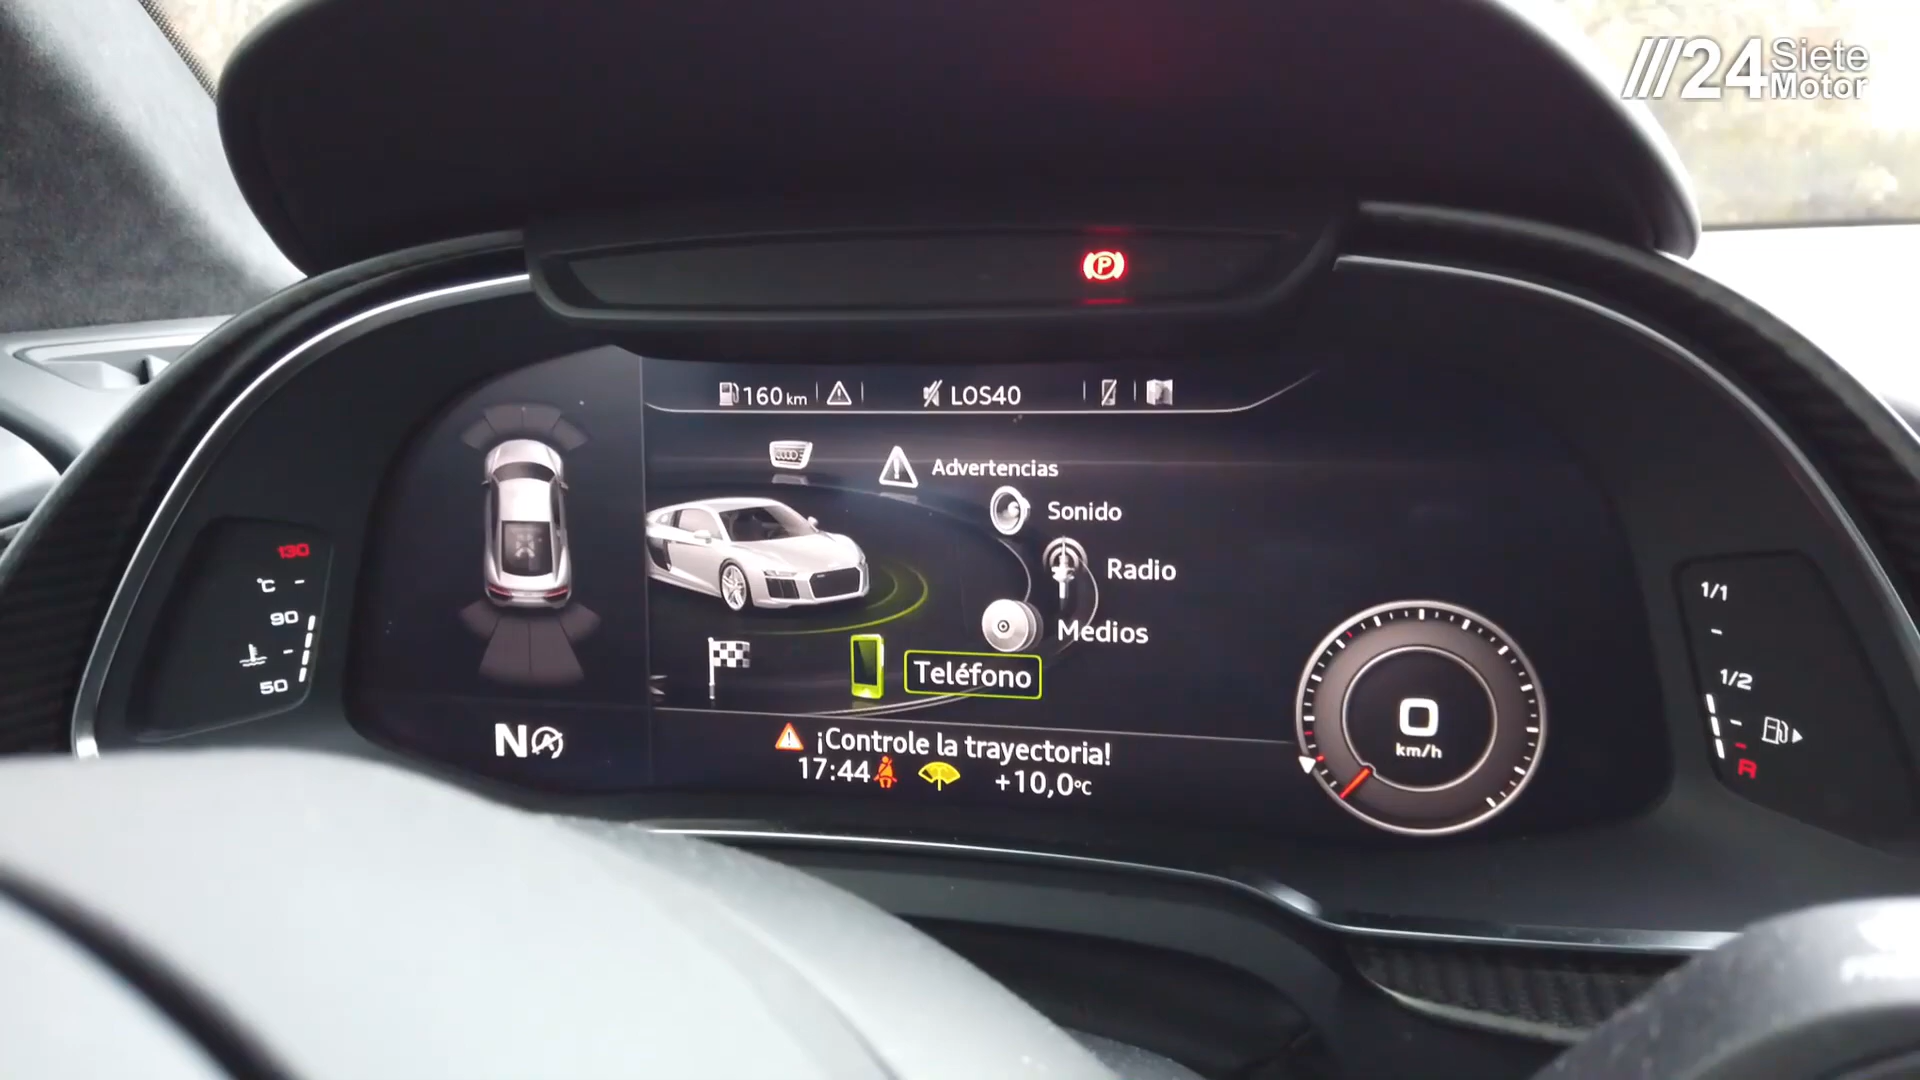 24 Siete Motor
P
160 km
LOS40
Advertencias
Sonido
Radio
Medios
Teléfono
130
°C
90
50
1/1
1/2
R
N
0
km/h
¡Controle la trayectoria!
17:44
+10,0°C